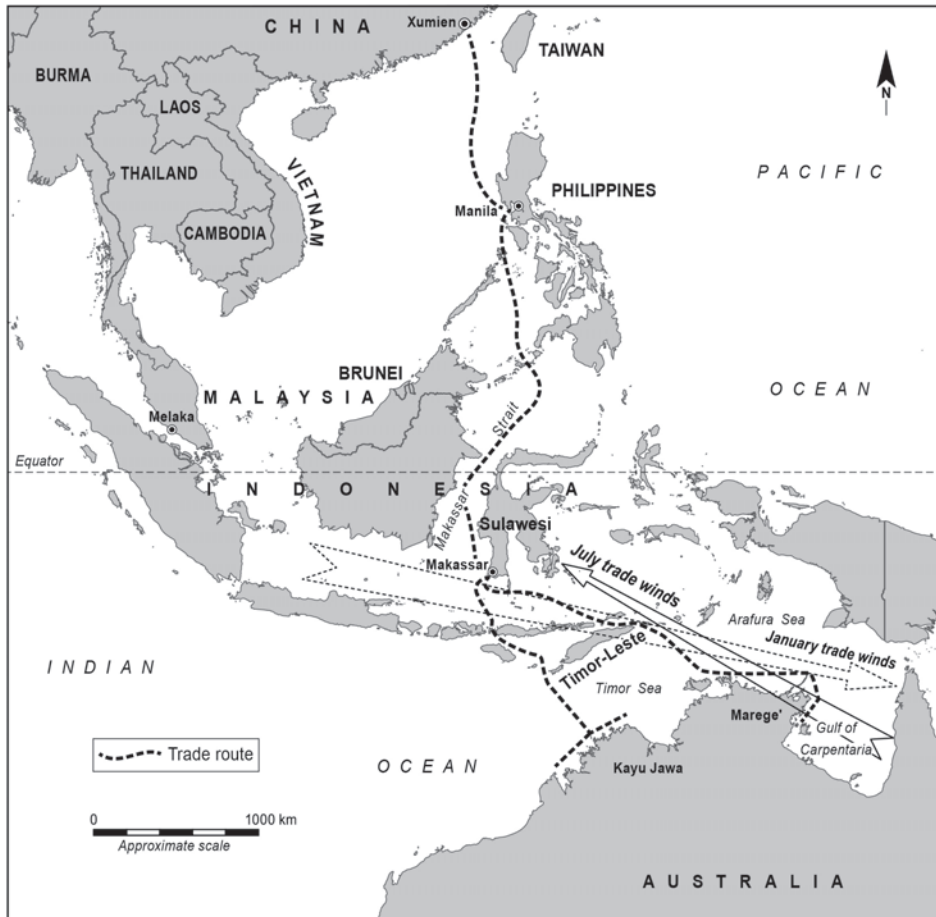 CHINA
Xumien
TAIWAN
BURMA
LAOS
N
THAILAND
VIETNAM
PACIFIC
PHILIPPINES
Manila
CAMBODIA
BRUNEI
OCEAN
MALAYSIA
Melaka
Strait
Equator
INDONESIA
Makassar
Sulawesi
Makassar
July trade winds
Arafura Sea
January trade winds
INDIAN
Timor-Leste
Timor Sea
Marege'
Gulf of
Carpentaria
Trade route
OCEAN
Kayu Jawa
0 1000 km
Approximate scale
AUSTRALIA